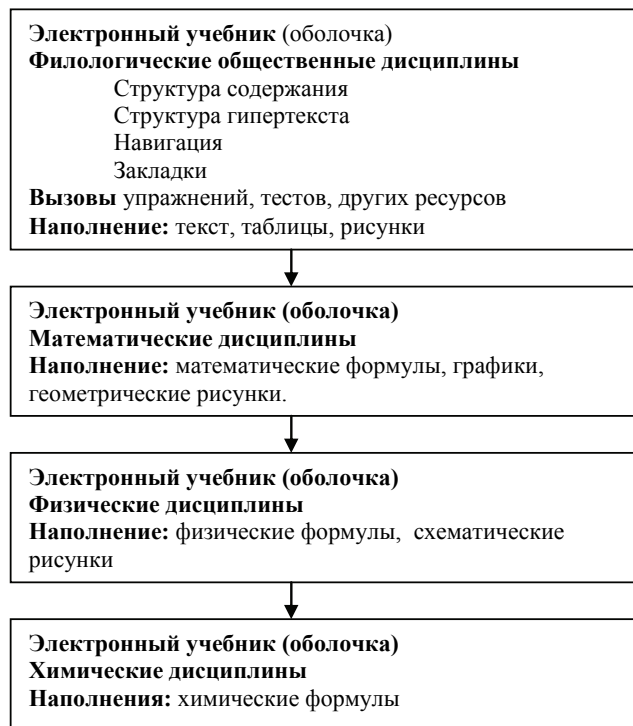 Электронный учебник (оболочка)
Филологические общественные дисциплины
Структура содержания
Структура гипертекста
Навигация
Закладки
Вызовы упражнений, тестов, других ресурсов
Наполнение: текст, таблицы, рисунки
Электронный учебник (оболочка)
Математические дисциплины
Наполнение: математические формулы, графики,
геометрические рисунки.
Электронный учебник (оболочка)
Физические дисциплины
Наполнение: физические формулы, схематические
рисунки
Электронный учебник (оболочка)
Химические дисциплины
Наполнения: химические формулы